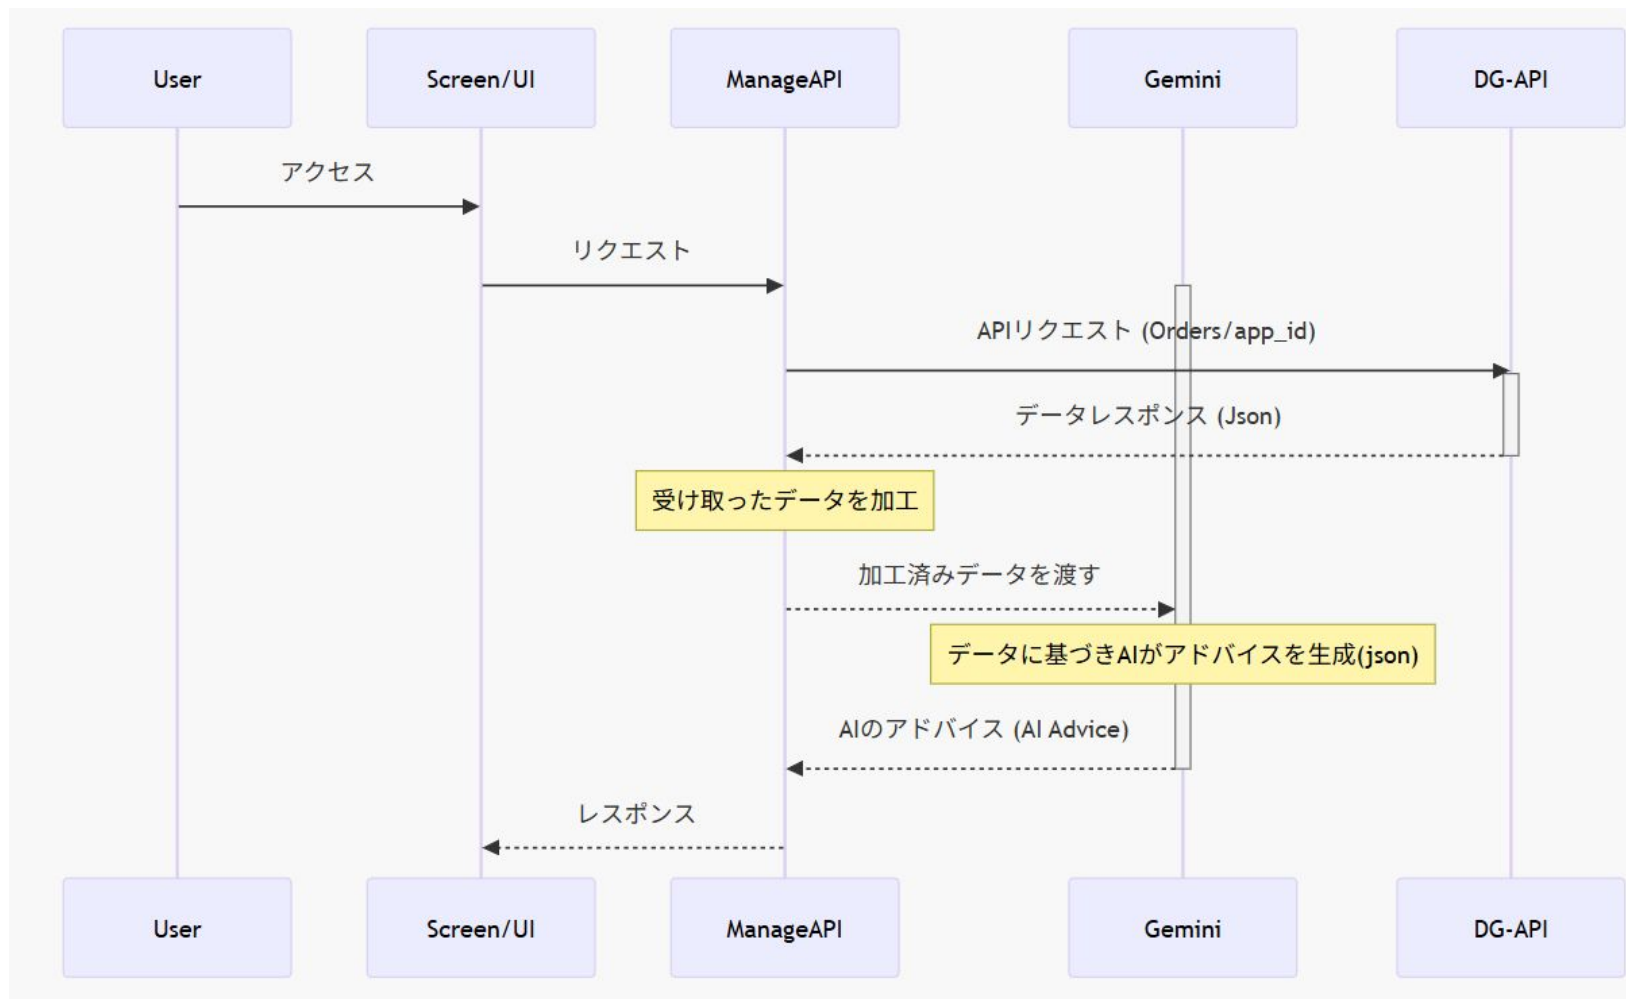 User
Screen/UI
ManageAPI
Gemini
DG-API
アクセス
リクエスト
APIリクエスト (Orders/app_id)
データレスポンス (Json)
受け取ったデータを加工
加工済みデータを渡す
データに基づきAIがアドバイスを生成(json)
AIのアドバイス (AI Advice)
レスポンス
User
Screen/UI
ManageAPI
Gemini
DG-API